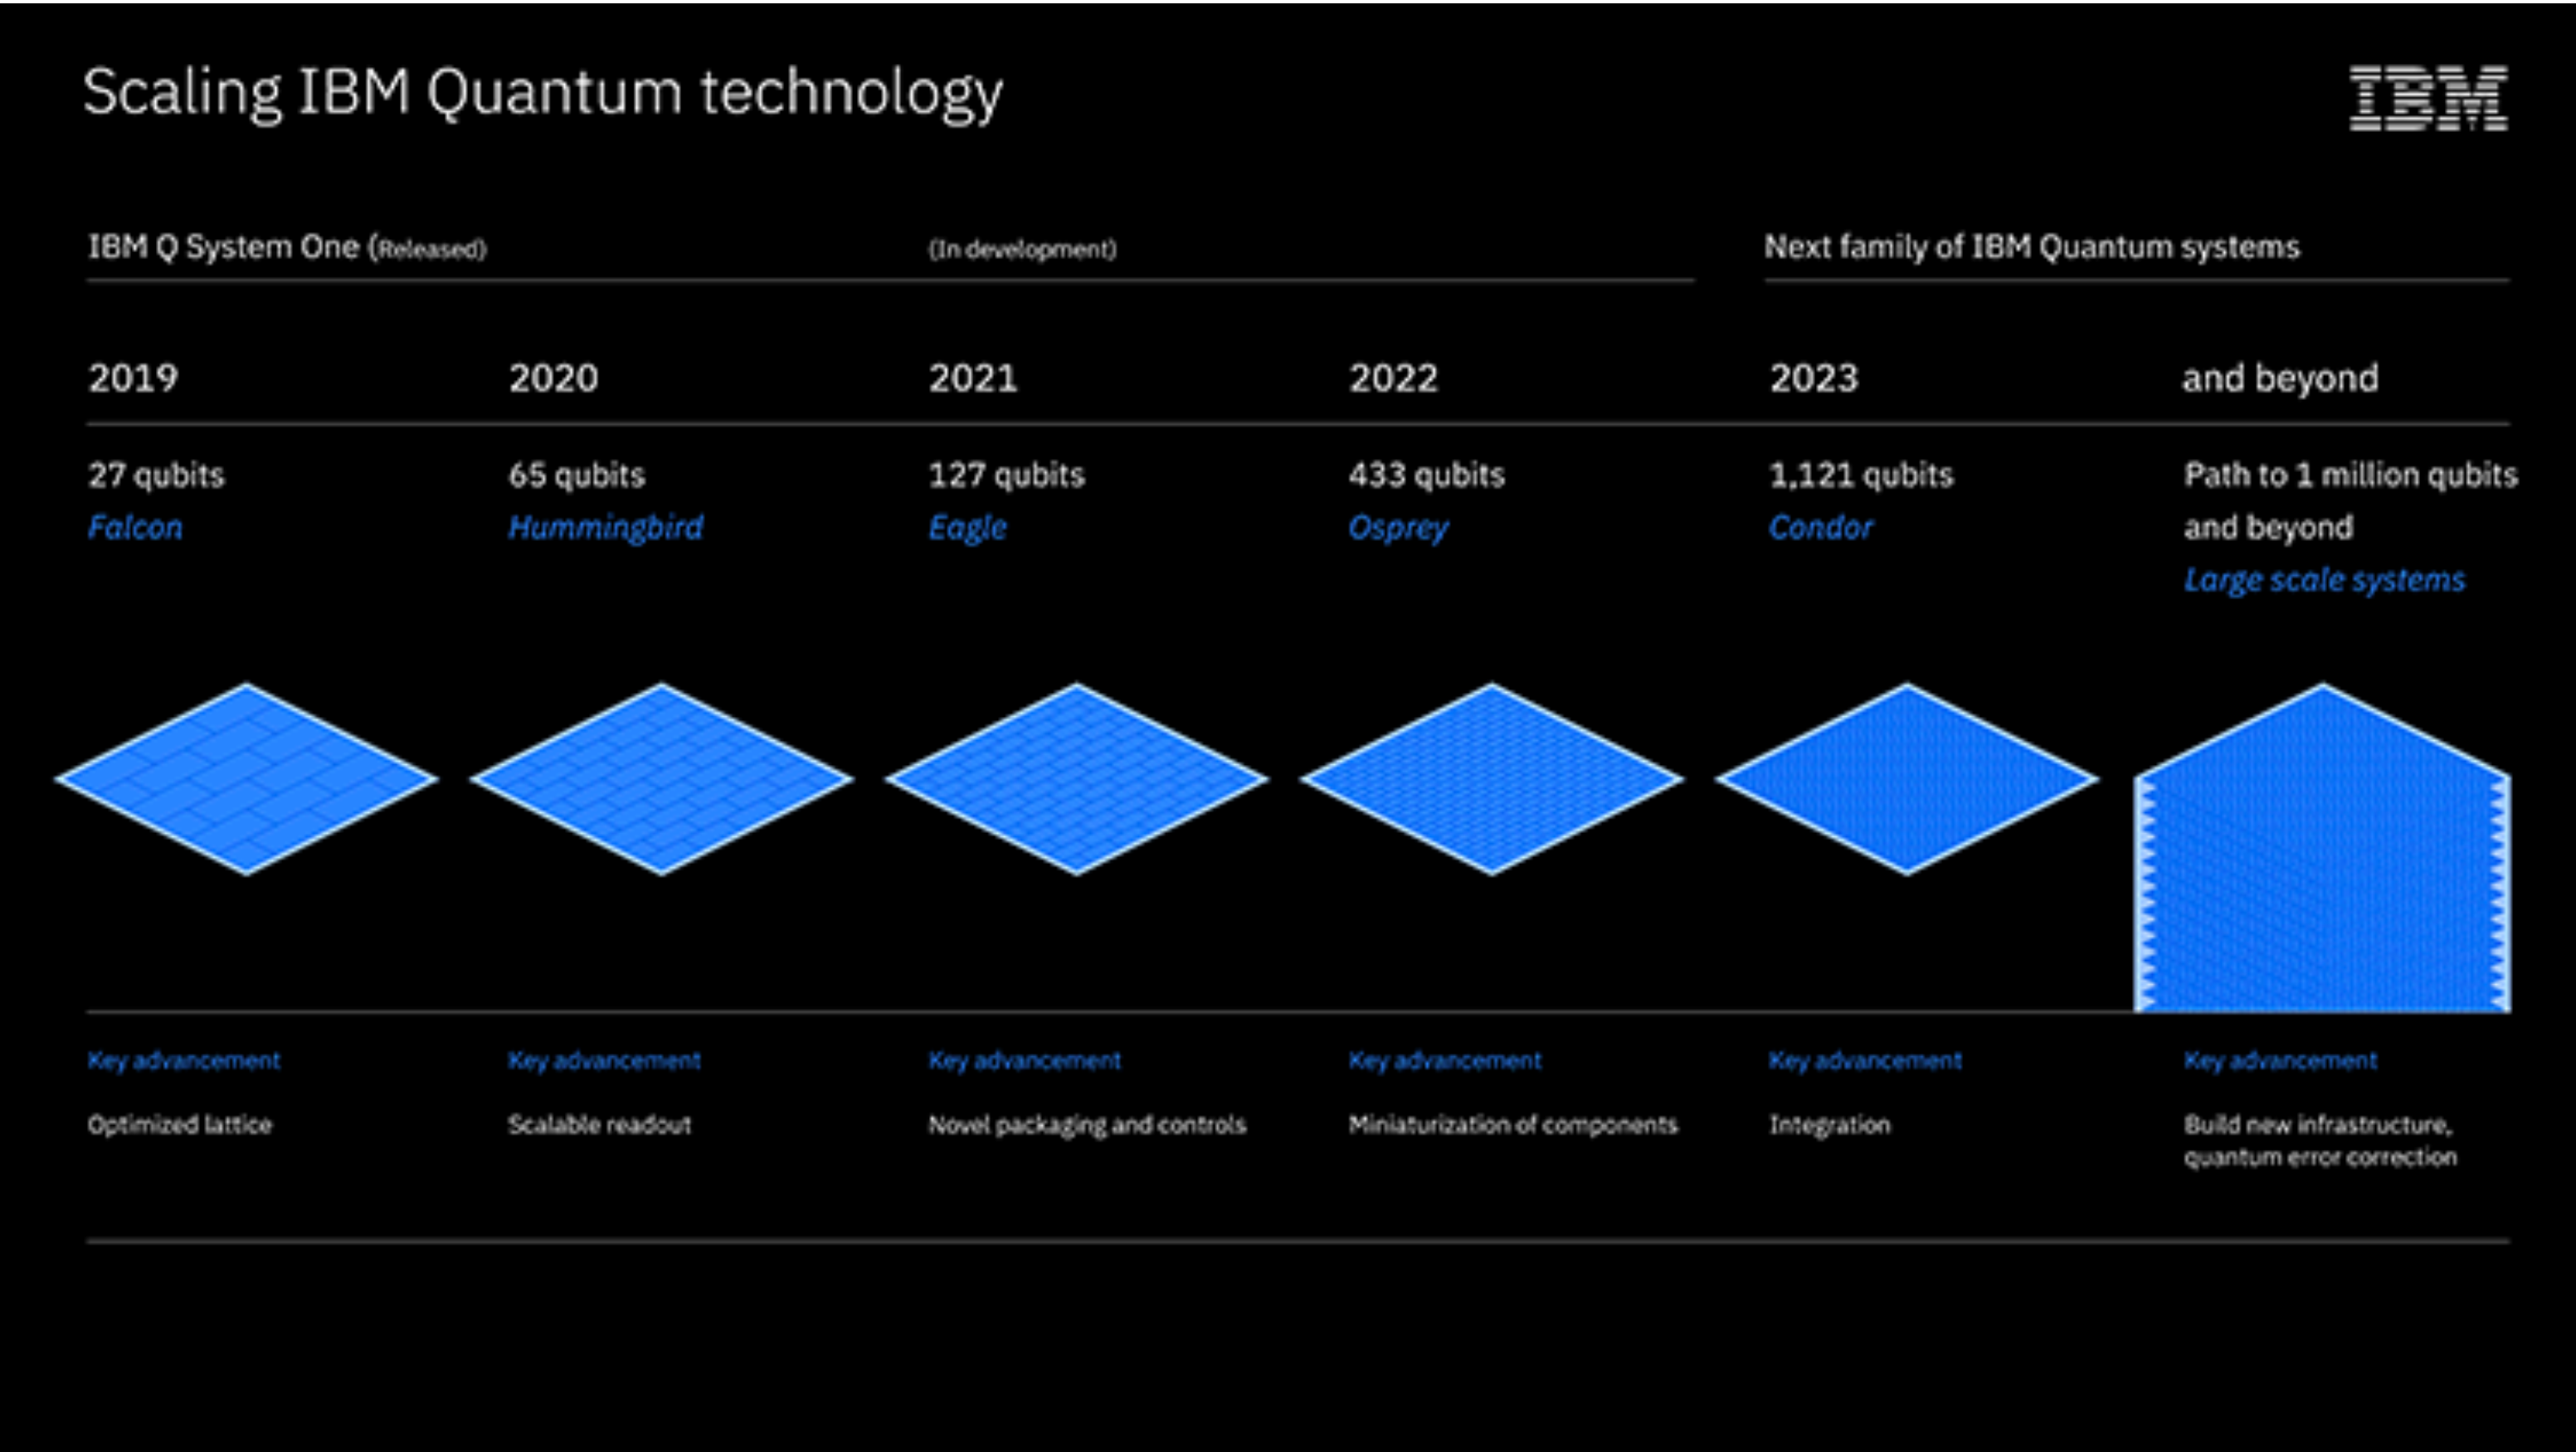 Scaling IBM Quantum technology
IBM
IBM Q System One (Released)
(In development)
Next family of IBM Quantum systems
2019
2020
2021
2022
2023
and beyond
27 qubits
Falcon
65 qubits
Hummingbird
127 qubits
Eagle
433 qubits
Osprey
1,121 qubits
Condor
Path to 1 million qubits
and beyond
Large scale systems
Key advancement
Optimized lattice
Key advancement
Scalable readout
Key advancement
Novel packaging and controls
Key advancement
Miniaturization of components
Key advancement
Integration
Key advancement
Build new infrastructure,
quantum error correction